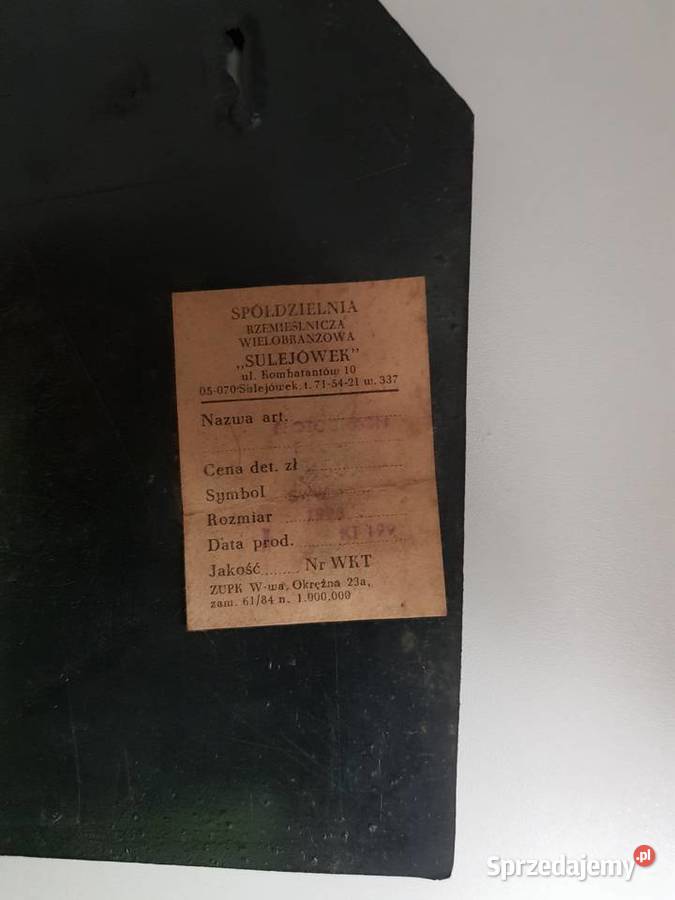 SPÓŁDZIELNIA
RZEMIEŚLNICZA
WIELOBRANŻOWA
„SULEJÓWEK"
ul. Kombatantów 10
05-070 Sulejówek, t. 71-54-21 w. 337
Nazwa art.
Cena det. zł
Symbol
Rozmiar
Data prod.
Jakość Nr WKT
ZUPK W-wa, Okrężna 23a,
zam. 61/84 n. 1.000.000
Sprzedajemy.pl